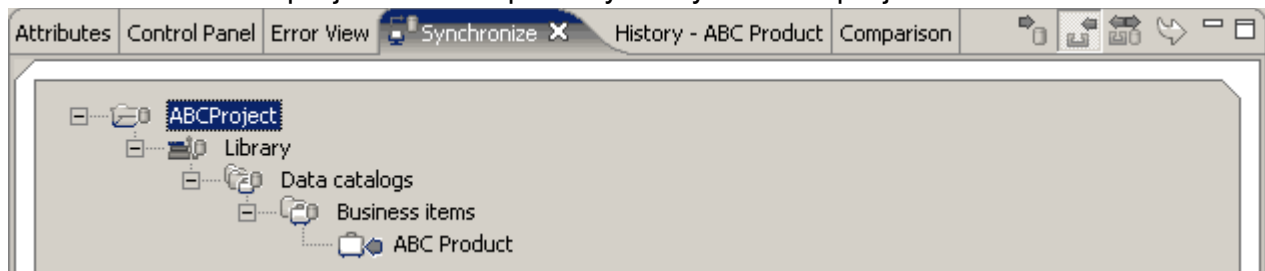 Attributes Control Panel Error View Synchronize History - ABC Product Comparison
ABCProject
Library
Data catalogs
Business items
ABC Product